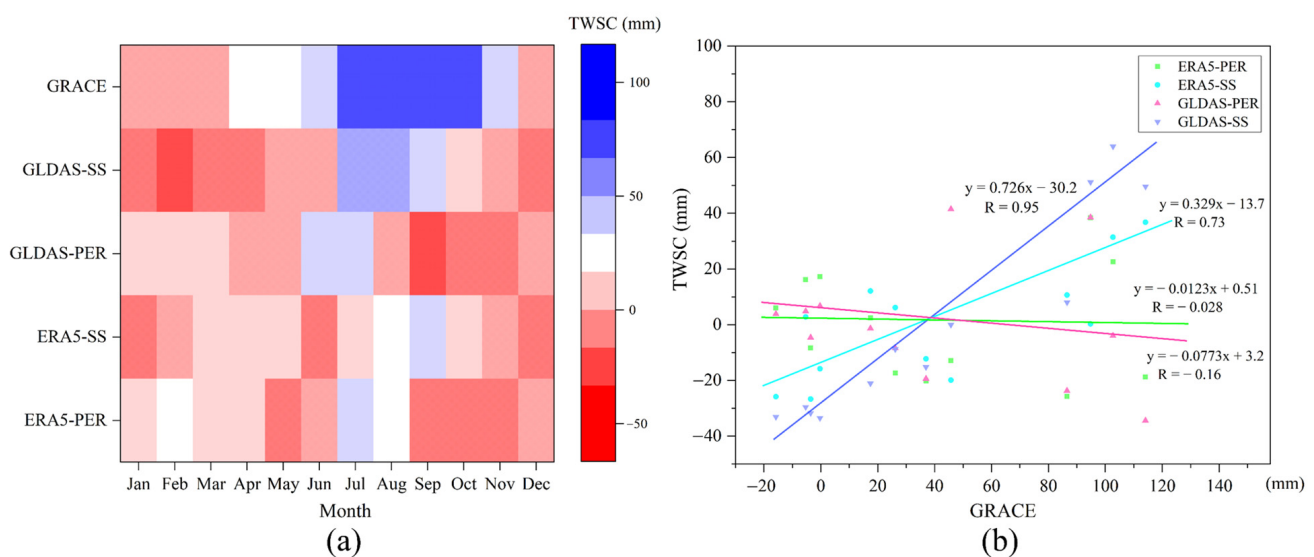 TWSC (mm)
GRACE
GLDAS-SS
GLDAS-PER
ERA5-SS
ERA5-PER
100
50
0
−50
Jan Feb Mar Apr May Jun Jul Aug Sep Oct Nov Dec
Month
(a)
TWSC (mm)
100
80
60
40
20
0
−20
−40
ERA5-PER
ERA5-SS
GLDAS-PER
GLDAS-SS
y = 0.726x − 30.2
R = 0.95
y = 0.329x − 13.7
R = 0.73
y = − 0.0123x + 0.51
R = − 0.028
y = − 0.0773x + 3.2
R = − 0.16
−20 0 20 40 60 80 100 120 140 (mm)
GRACE
(b)